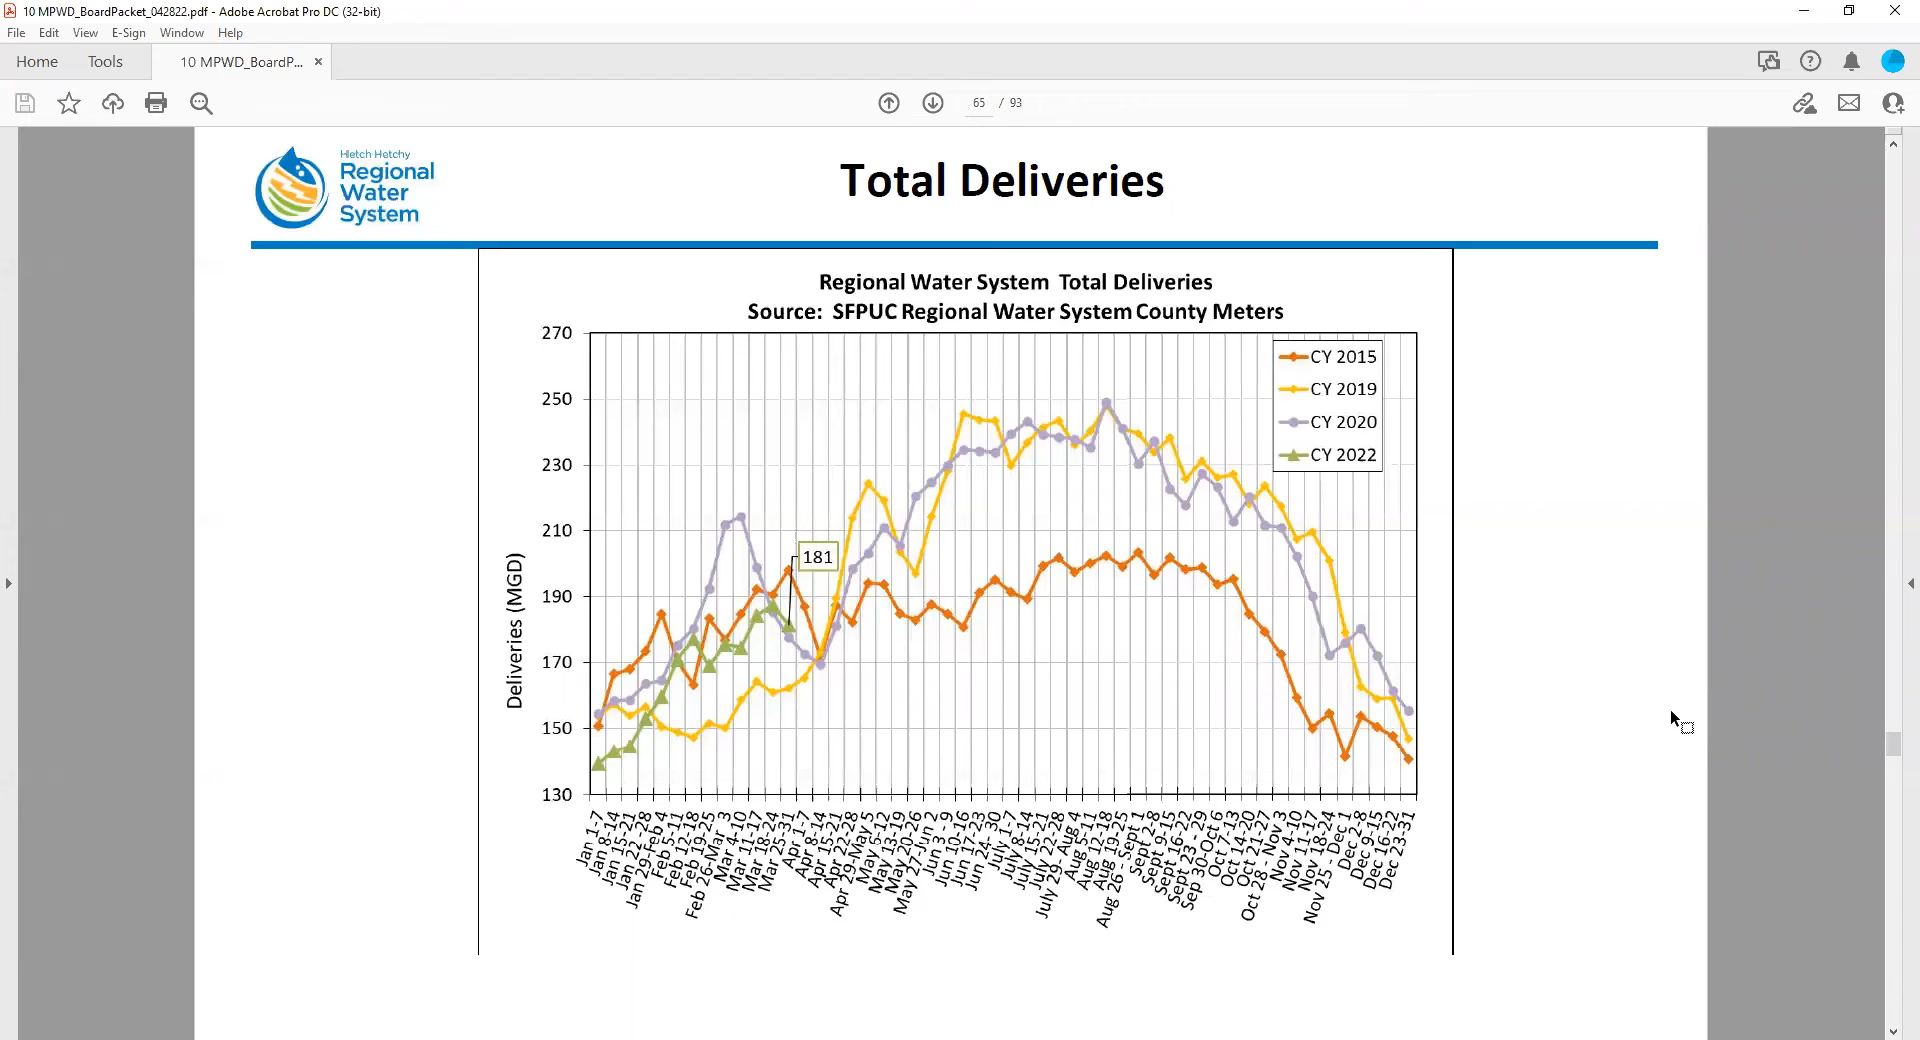 10 MPWD_BoardPacket_042822.pdf - Adobe Acrobat Pro DC (32-bit)
File Edit View E-Sign Window Help
Home Tools 10 MPWD_BoardP... ×
65 / 93
Hetch Hetchy
Regional
Water
System
Total Deliveries
Regional Water System Total Deliveries
Source: SFPUC Regional Water System County Meters
270
250
230
210
190
170
150
130
Deliveries (MGD)
CY 2015
CY 2019
CY 2020
CY 2022
181
Jan 1-7
Jan 8-14
Jan 15-21
Jan 22 - 28
Jan 29-Feb 4
Feb 5-11
Feb 12-18
Feb 19-25
Feb 26-Mar 3
Mar 4-10
Mar 11-17
Mar 18-24
Mar 25-31
Apr 1-7
Apr 8-14
Apr 15-21
Apr 22-28
Apr 29-May 5
May 6-12
May 13-19
May 20-26
May 27-Jun 2
Jun 3 - 9
Jun 10-16
Jun 17-23
Jun 24- 30
July 1-7
July 8-14
July 15-21
July 22-28
July 29- Aug 4
Aug 5-11
Aug 12-18
Aug 19-25
Aug 26 - Sept 1
Sept 2-8
Sept 9-15
Sept 16-22
Sept 23 - 29
Sep 30-Oct 6
Oct 7-13
Oct 14-20
Oct 21-27
Oct 28 - Nov 3
Nov 4-10
Nov 11-17
Nov 18-24
Nov 25 - Dec 1
Dec 2-8
Dec 9-15
Dec 16-22
Dec 23-31